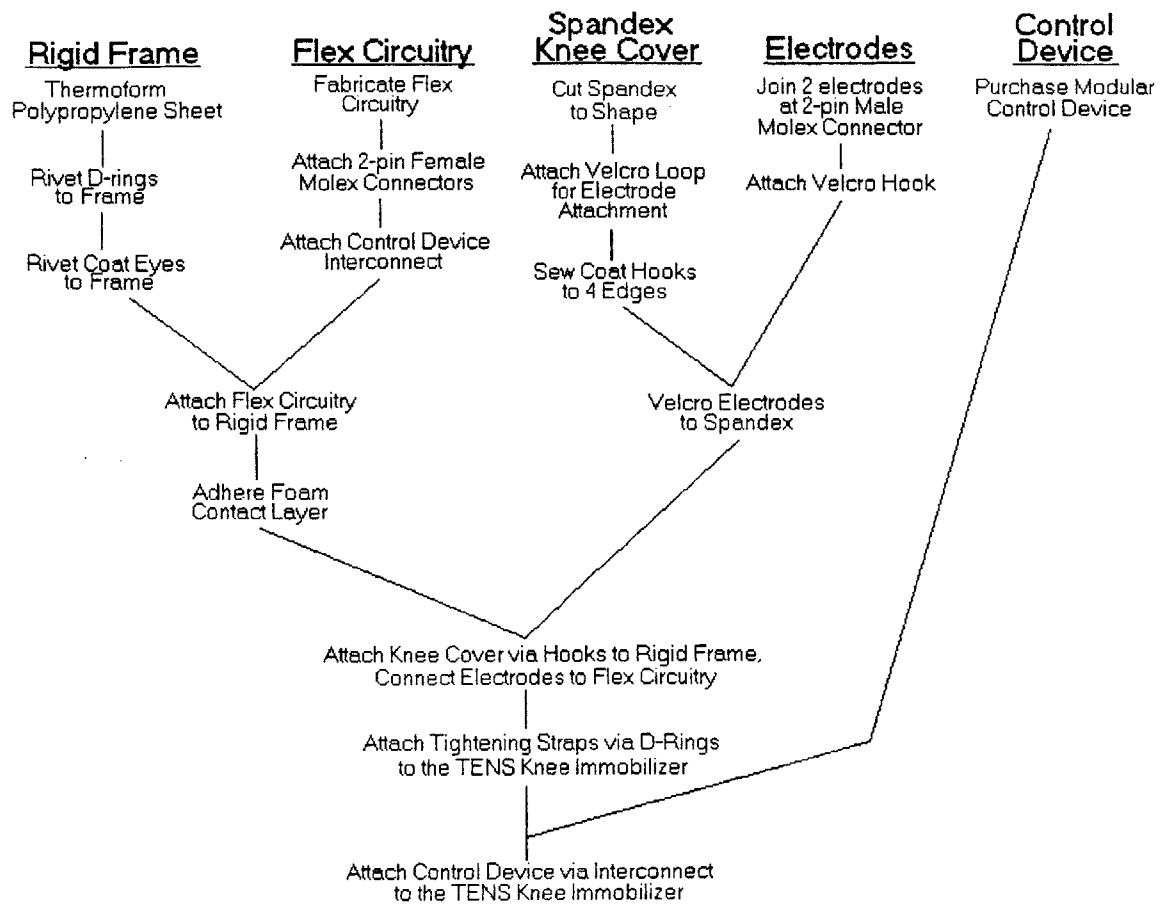 Rigid Frame
Thermoform
Polypropylene Sheet
Rivet D-rings
to Frame
Rivet Coat Eyes
to Frame
Flex Circuitry
Fabricate Flex
Circuitry
Attach 2-pin Female
Molex Connectors
Attach Control Device
Interconnect
Spandex
Knee Cover
Cut Spandex
to Shape
Attach Velcro Loop
for Electrode
Attachment
Sew Coat Hooks
to 4 Edges
Electrodes
Join 2 electrodes
at 2-pin Male
Molex Connector
Attach Velcro Hook
Control
Device
Purchase Modular
Control Device
Attach Flex Circuitry
to Rigid Frame
Adhere Foam
Contact Layer
Velcro Electrodes
to Spandex
Attach Knee Cover via Hooks to Rigid Frame,
Connect Electrodes to Flex Circuitry
Attach Tightening Straps via D-Rings
to the TENS Knee Immobilizer
Attach Control Device via Interconnect
to the TENS Knee Immobilizer